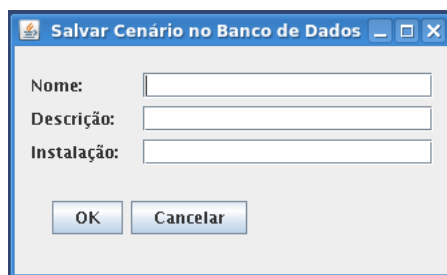 Salvar Cenário no Banco de Dados
Nome:
Descrição:
Instalação:
OK Cancelar